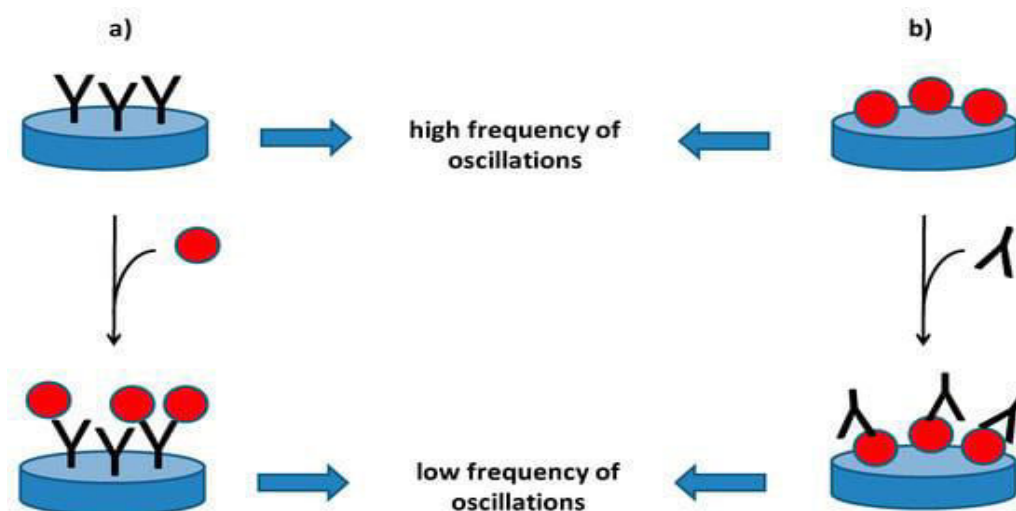 a)
b)
high frequency of
oscillations
low frequency of
oscillations